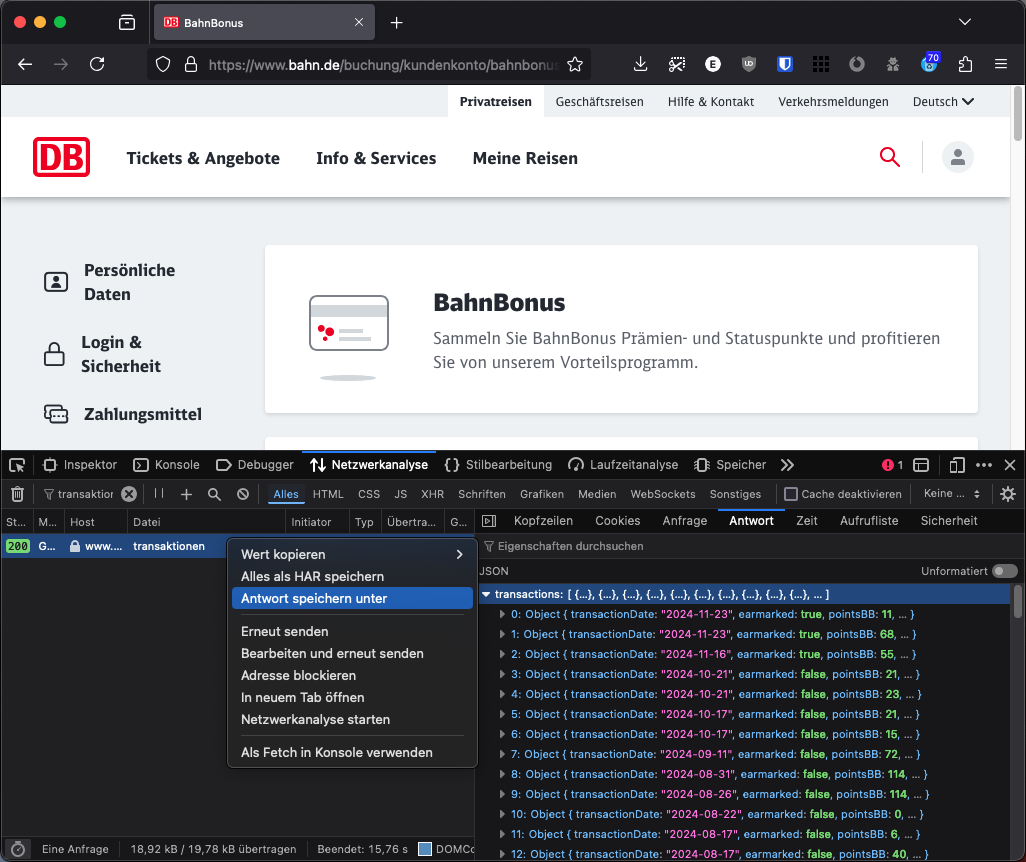 DB BahnBonus
https://www.bahn.de/buchung/kundenkonto/bahnbonus
E
UD
70
Privatreisen Geschäftsreisen Hilfe & Kontakt Verkehrsmeldungen Deutsch
DB Tickets & Angebote Info & Services Meine Reisen
Persönliche
Daten
Login &
Sicherheit
Zahlungsmittel
BahnBonus
Sammeln Sie BahnBonus Prämien- und Statuspunkte und profitieren
Sie von unserem Vorteilsprogramm.
Inspektor Konsole Debugger Netzwerkanalyse Stilbearbeitung Laufzeitanalyse Speicher 1
transaktion Alles HTML CSS JS XHR Schriften Grafiken Medien WebSockets Sonstiges Cache deaktivieren Keine ...
St... M... Host Datei Initiator Typ Übertra... G... Kopfzeilen Cookies Anfrage Antwort Zeit Aufrufliste Sicherheit
200 G... www.... transaktionen
Wert kopieren
Alles als HAR speichern
Antwort speichern unter
Erneut senden
Bearbeiten und erneut senden
Adresse blockieren
In neuem Tab öffnen
Netzwerkanalyse starten
Als Fetch in Konsole verwenden
Eigenschaften durchsuchen
JSON Unformatiert
transactions: [ {…}, {…}, {…}, {…}, {…}, {…}, {…}, {…}, {…}, {…}, … ]
0: Object { transactionDate: "2024-11-23", earmarked: true, pointsBB: 11, … }
1: Object { transactionDate: "2024-11-23", earmarked: true, pointsBB: 68, … }
2: Object { transactionDate: "2024-11-16", earmarked: true, pointsBB: 55, … }
3: Object { transactionDate: "2024-10-21", earmarked: false, pointsBB: 21, … }
4: Object { transactionDate: "2024-10-21", earmarked: false, pointsBB: 23, … }
5: Object { transactionDate: "2024-10-17", earmarked: false, pointsBB: 21, … }
6: Object { transactionDate: "2024-10-17", earmarked: false, pointsBB: 15, … }
7: Object { transactionDate: "2024-09-11", earmarked: false, pointsBB: 72, … }
8: Object { transactionDate: "2024-08-31", earmarked: false, pointsBB: 114, … }
9: Object { transactionDate: "2024-08-26", earmarked: false, pointsBB: 114, … }
10: Object { transactionDate: "2024-08-22", earmarked: false, pointsBB: 0, … }
11: Object { transactionDate: "2024-08-17", earmarked: false, pointsBB: 6, … }
12: Object { transactionDate: "2024-08-17", earmarked: false, pointsBB: 40, … }
Eine Anfrage 18,92 kB / 19,78 kB übertragen Beendet: 15,76 s DOMCo